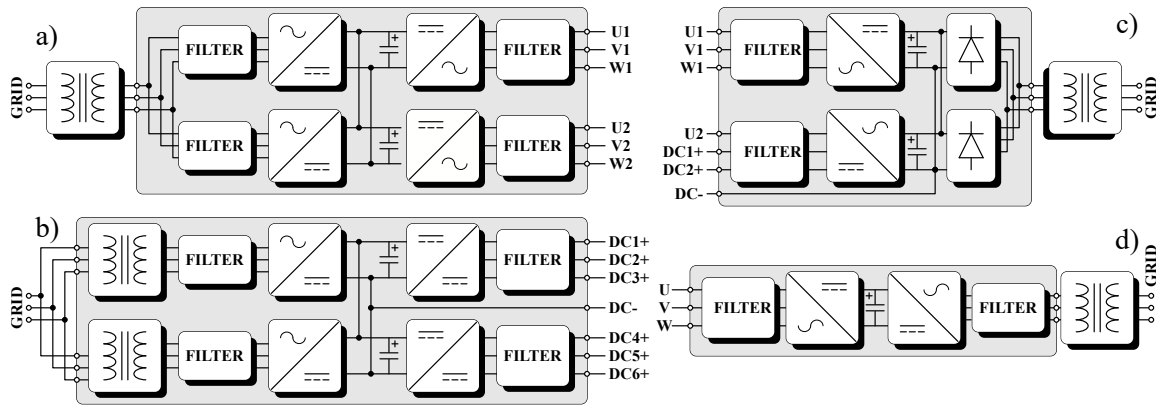 a)
GRID
FILTER
+
FILTER
U1
V1
W1
FILTER
+
FILTER
U2
V2
W2
b)
GRID
FILTER
+
FILTER
DC1+
DC2+
DC3+
DC-
FILTER
+
FILTER
DC4+
DC5+
DC6+
c)
U1
V1
W1
FILTER
+
GRID
U2
DC1+
DC2+
DC-
FILTER
+
d)
U
V
W
FILTER
+
FILTER
GRID